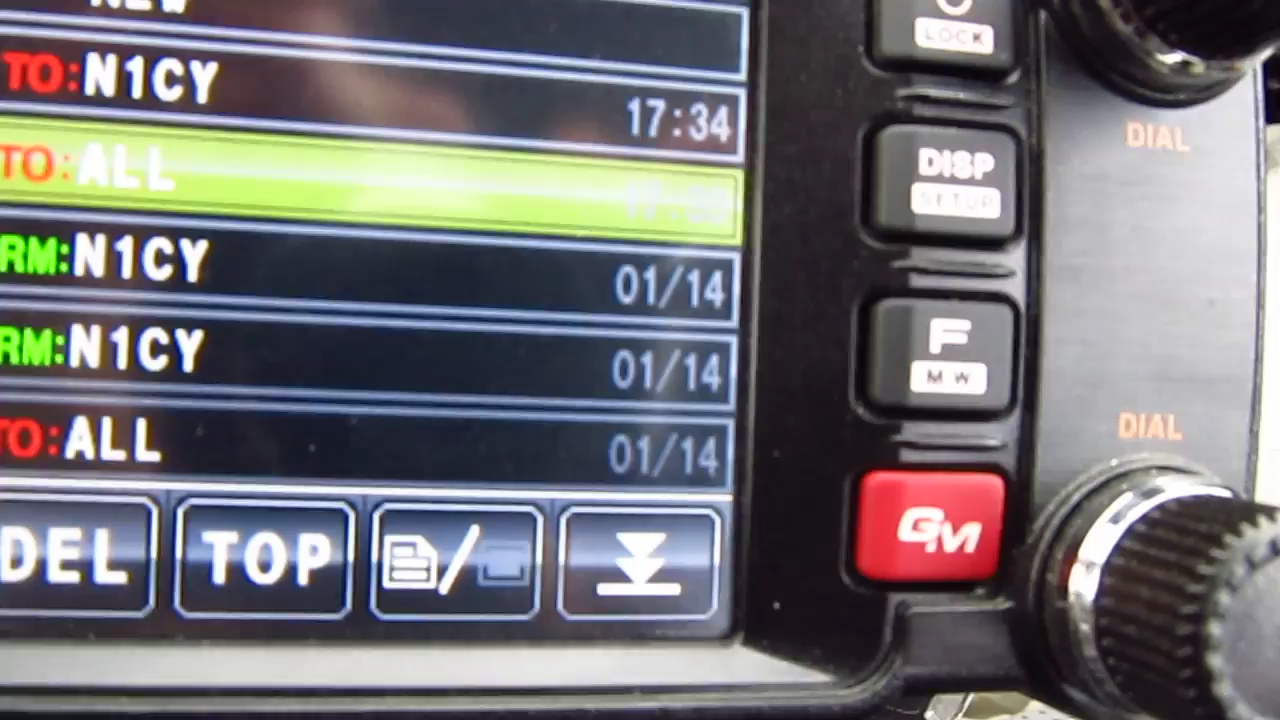 NEW
TO:N1CY
17:34
TO:ALL
RM:N1CY
01/14
RM:N1CY
01/14
TO:ALL
01/14
DEL
TOP
/
LOCK
DISP
SETUP
F
M/W
GM
DIAL
DIAL